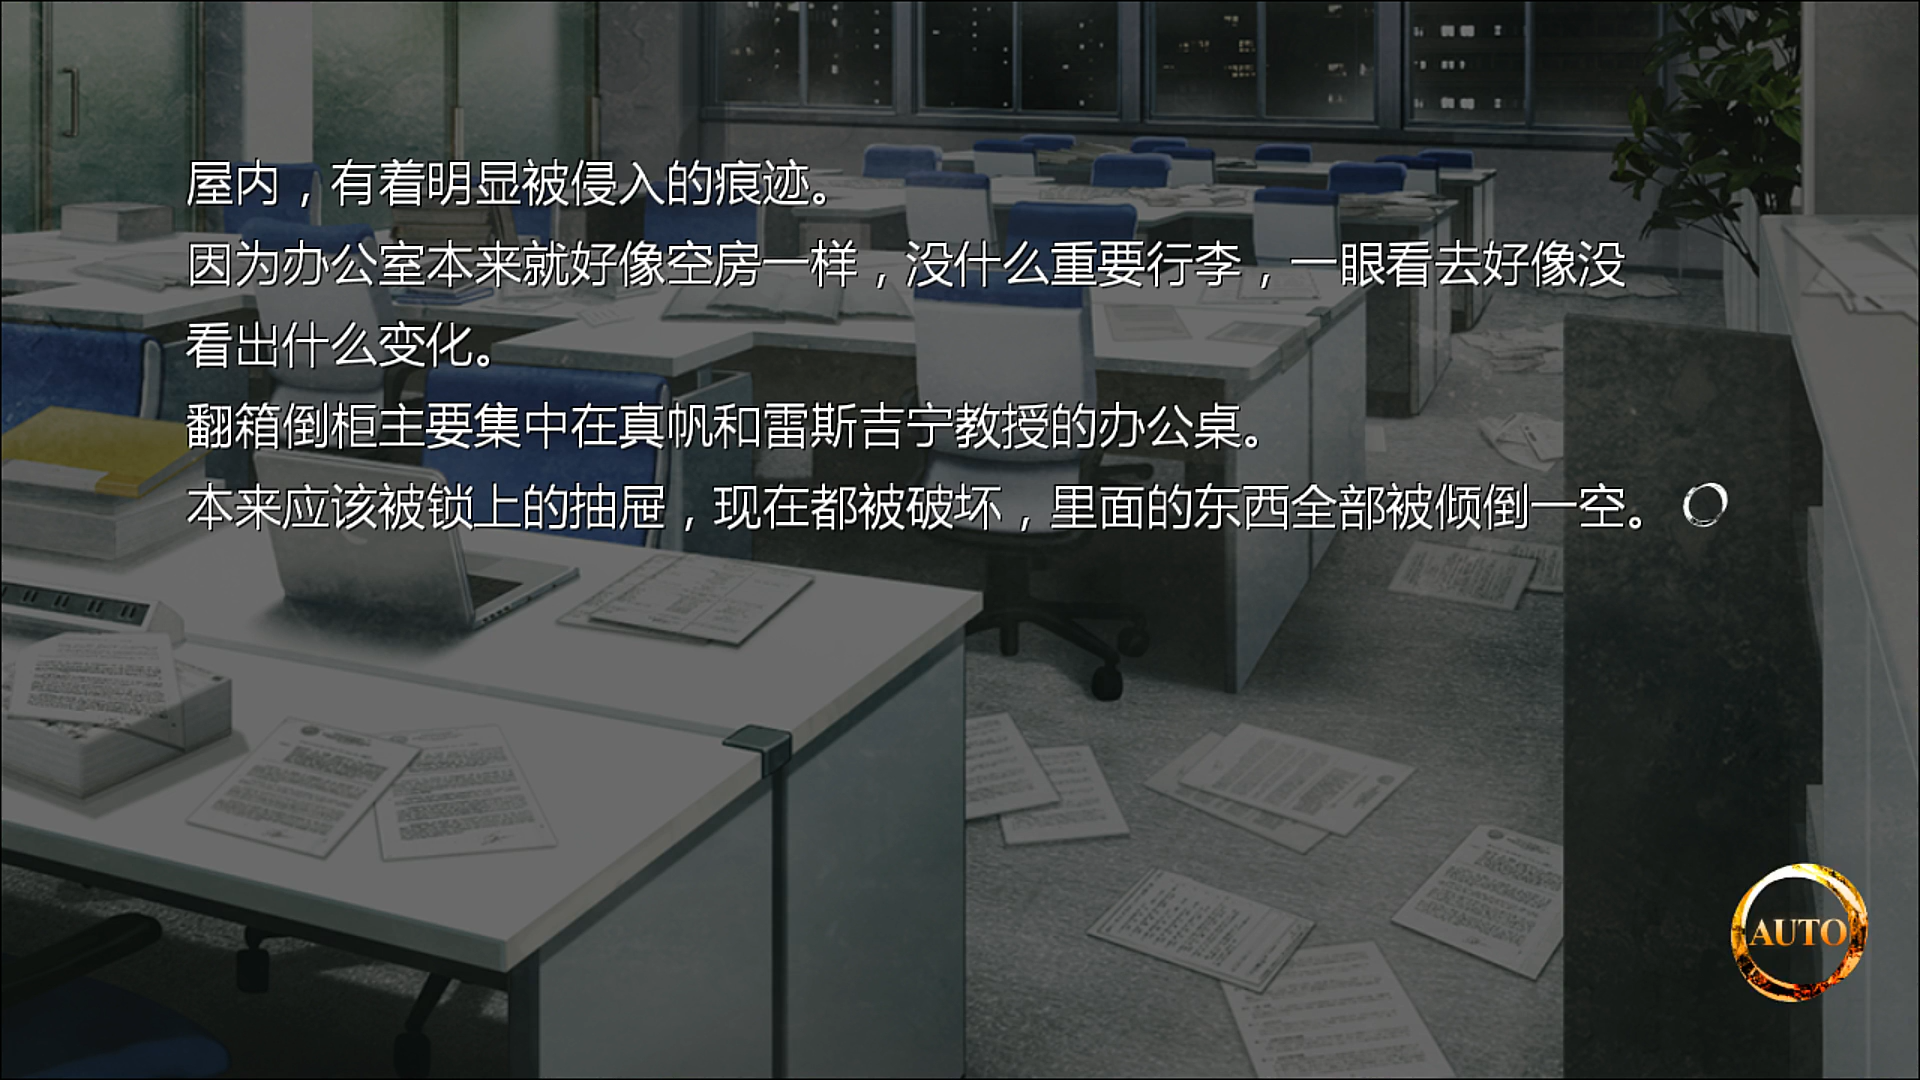 屋内，有着明显被侵入的痕迹。
因为办公室本来就好像空房一样，没什么重要行李，一眼看去好像没
看出什么变化。
翻箱倒柜主要集中在真帆和雷斯吉宁教授的办公桌。
本来应该被锁上的抽屉，现在都被破坏，里面的东西全部被倾倒一空。
AUTO